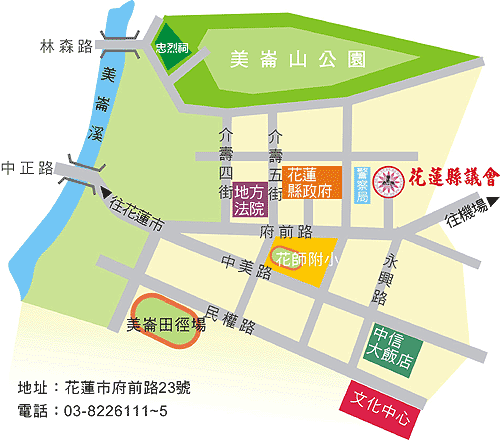 林森路
忠烈祠
美崙山公園
美崙溪
中正路
往花蓮市
介壽四街
介壽五街
地方
法院
花蓮
縣政府
警察局
花蓮縣議會
往機場
府前路
中美路
花師附小
永興路
民權路
美崙田徑場
中信
大飯店
文化中心
地址：花蓮市府前路23號
電話：03-8226111~5